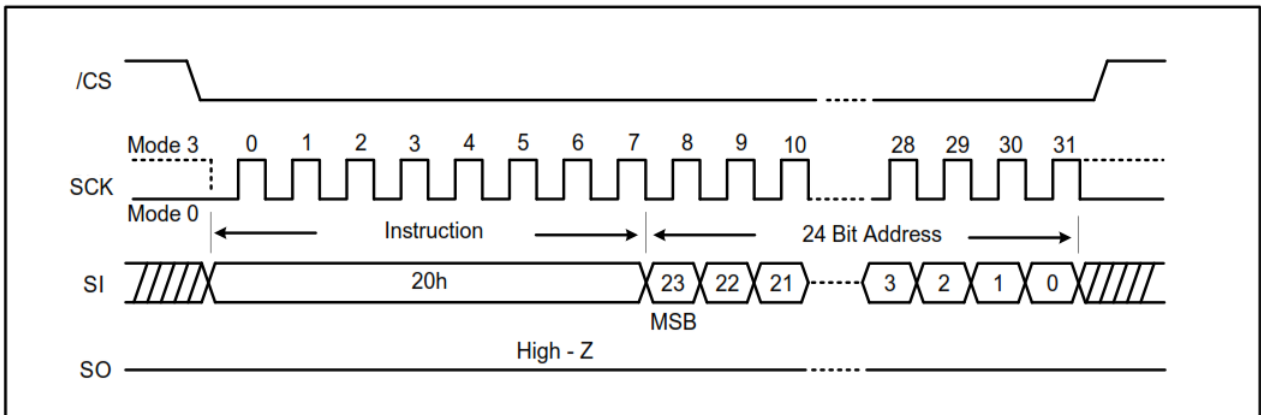 /CS
Mode 3 0 1 2 3 4 5 6 7 8 9 10 28 29 30 31
SCK
Mode 0
Instruction 24 Bit Address
SI 20h 23 22 21 3 2 1 0
MSB
High - Z
SO